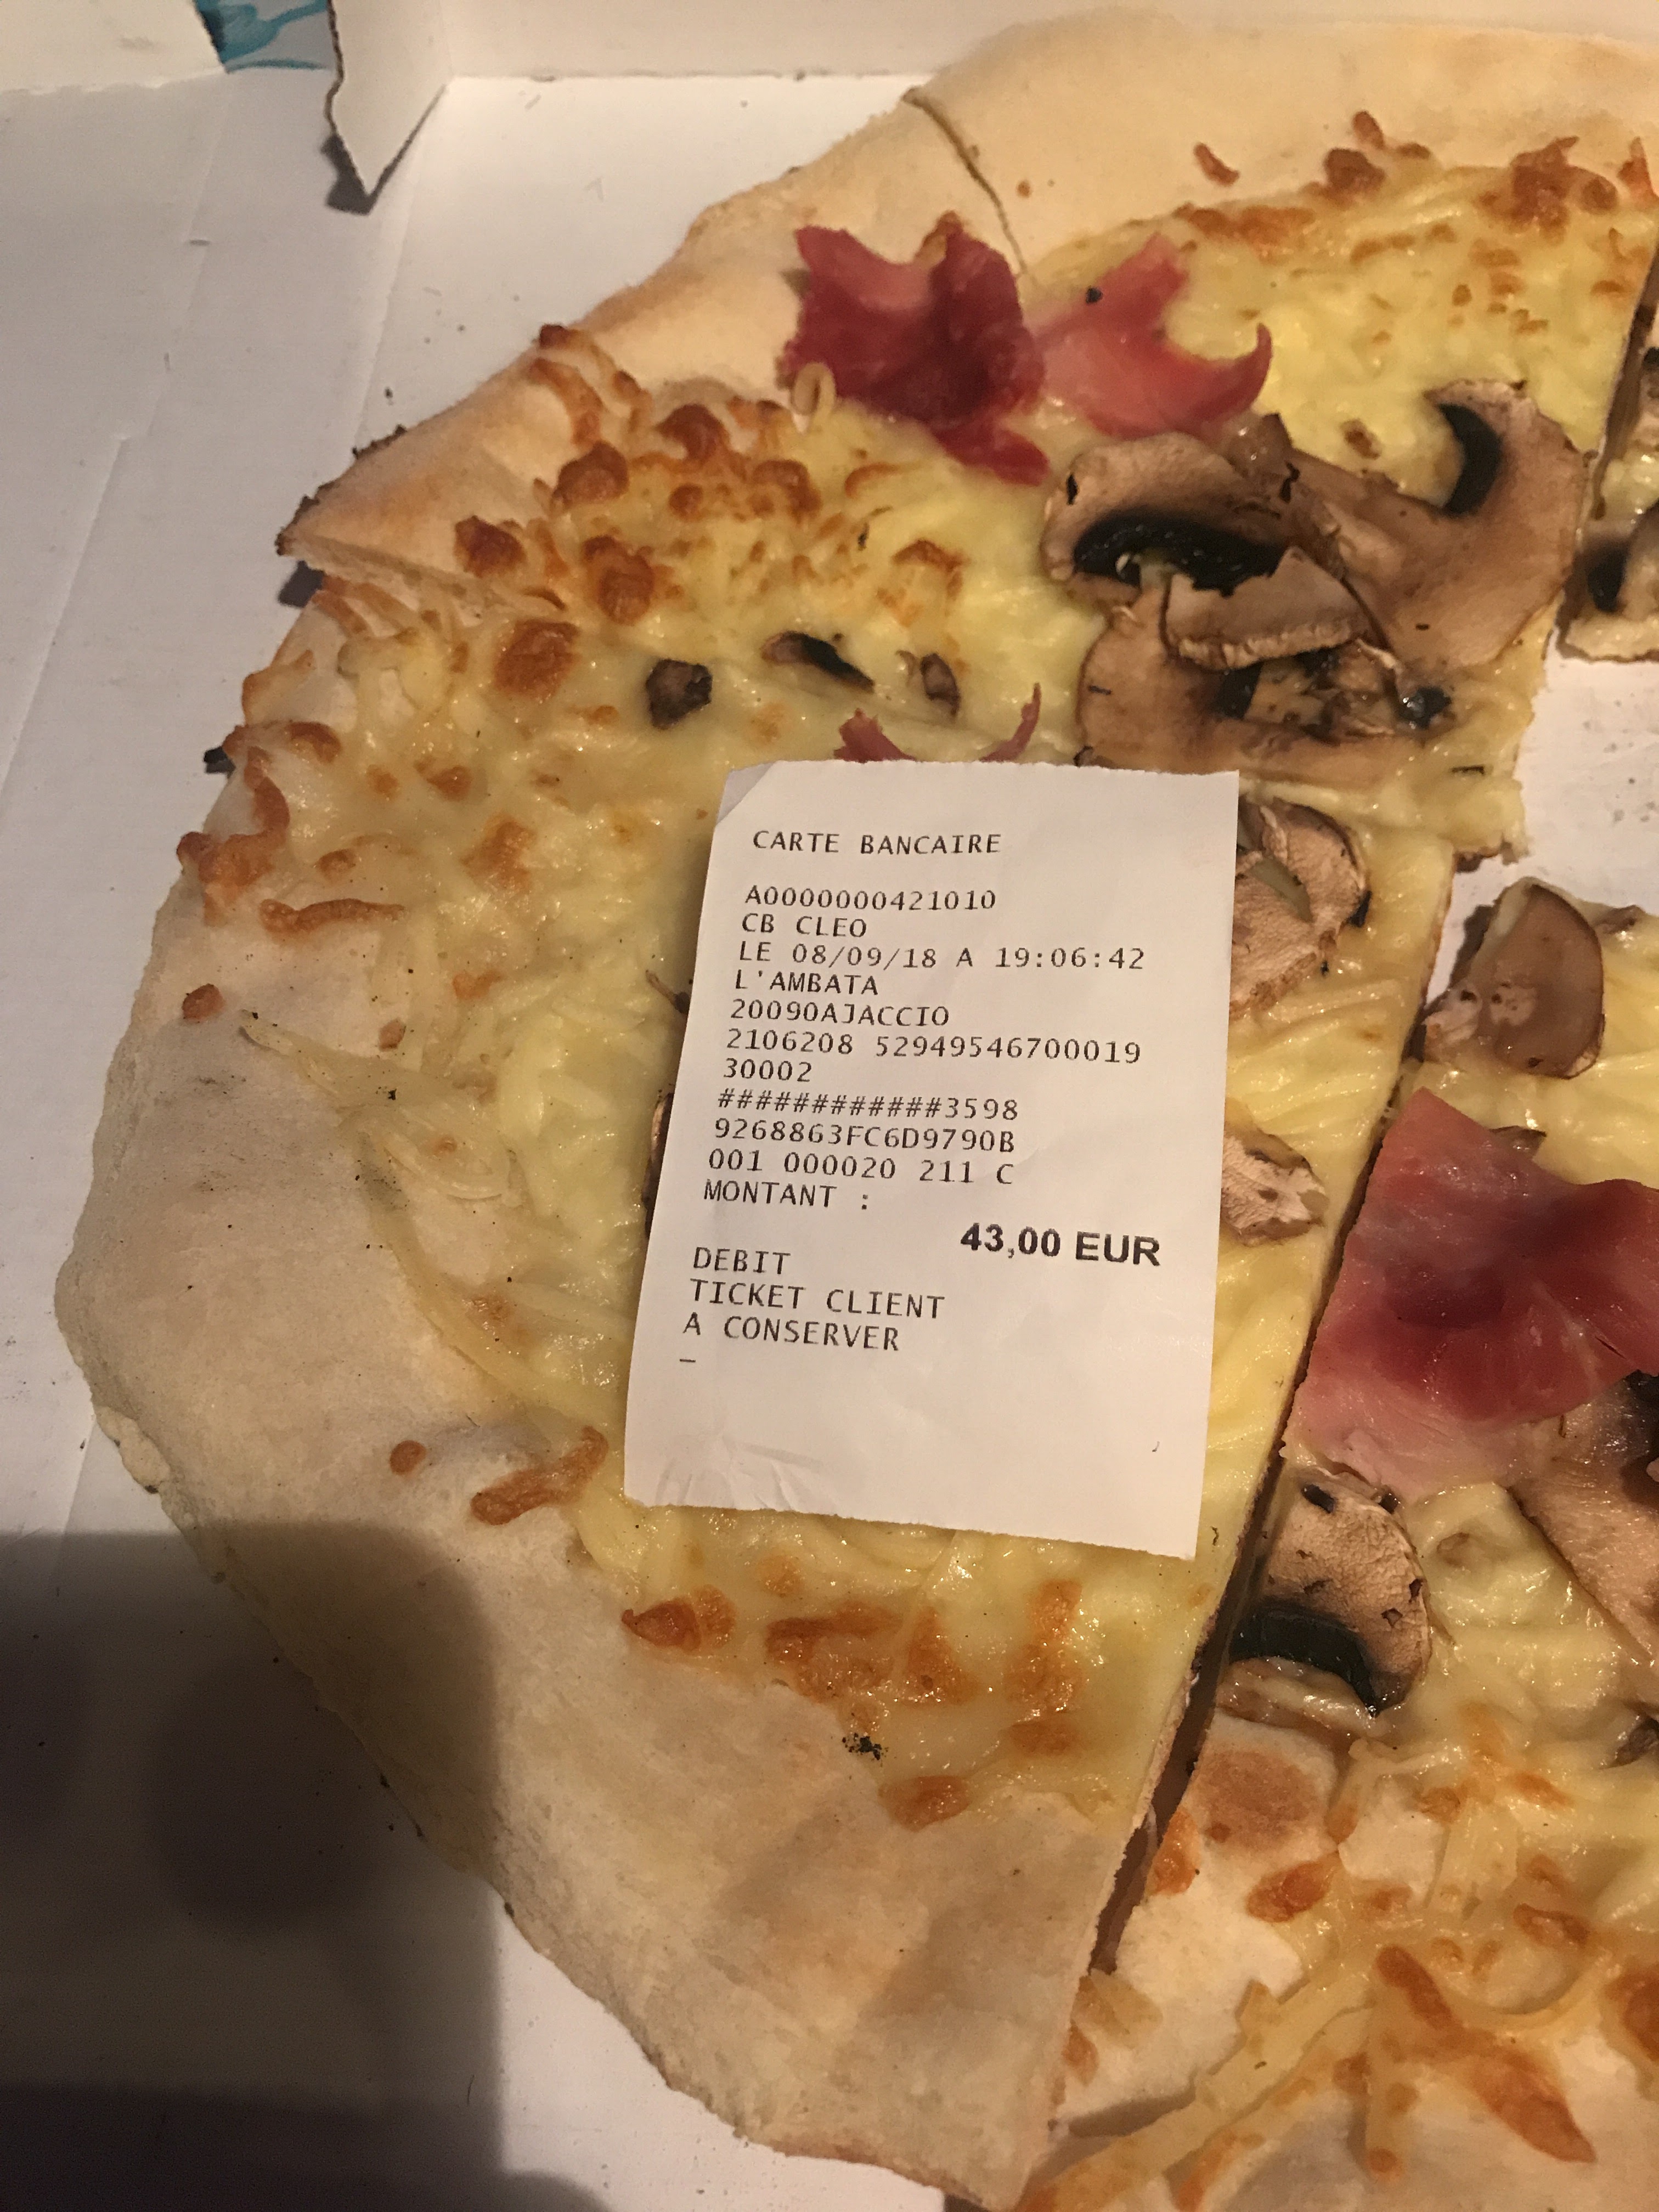 CARTE BANCAIRE
A0000000421010
CB CLEO
LE 08/09/18 A 19:06:42
L'AMBATA
20090AJACCIO
2106208 52949546700019
30002
############3598
9268863FC6D9790B
001 000020 211 C
MONTANT :
43,00 EUR
DEBIT
TICKET CLIENT
A CONSERVER
_